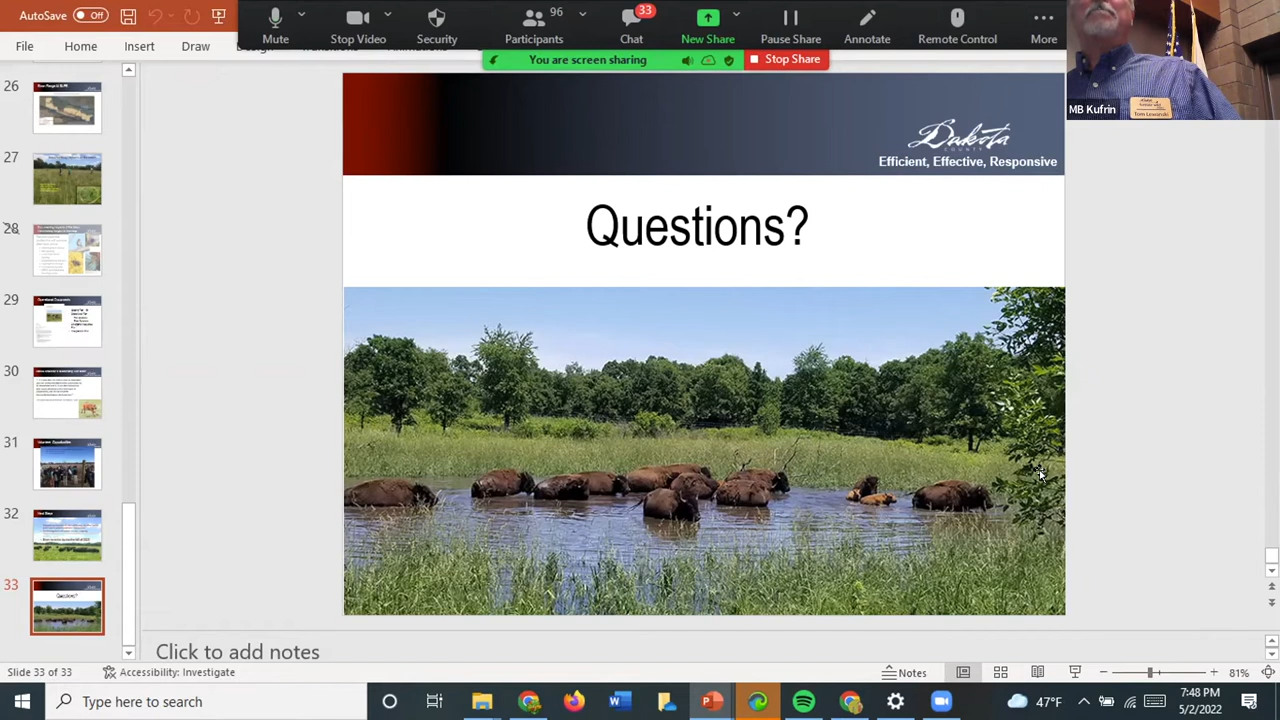 AutoSave Off
Mute
Stop Video
Security
96
Participants
33
Chat
New Share
Pause Share
Annotate
Remote Control
More
File
Home
Insert
Draw
You are screen sharing
Stop Share
MB Kufrin
26
27
28
29
30
31
32
33
Dakota
COUNTY
Efficient, Effective, Responsive
Questions?
Questions?
Click to add notes
Slide 33 of 33
Accessibility: Investigate
Notes
81%
Type here to search
47°F
7:48 PM
5/2/2022